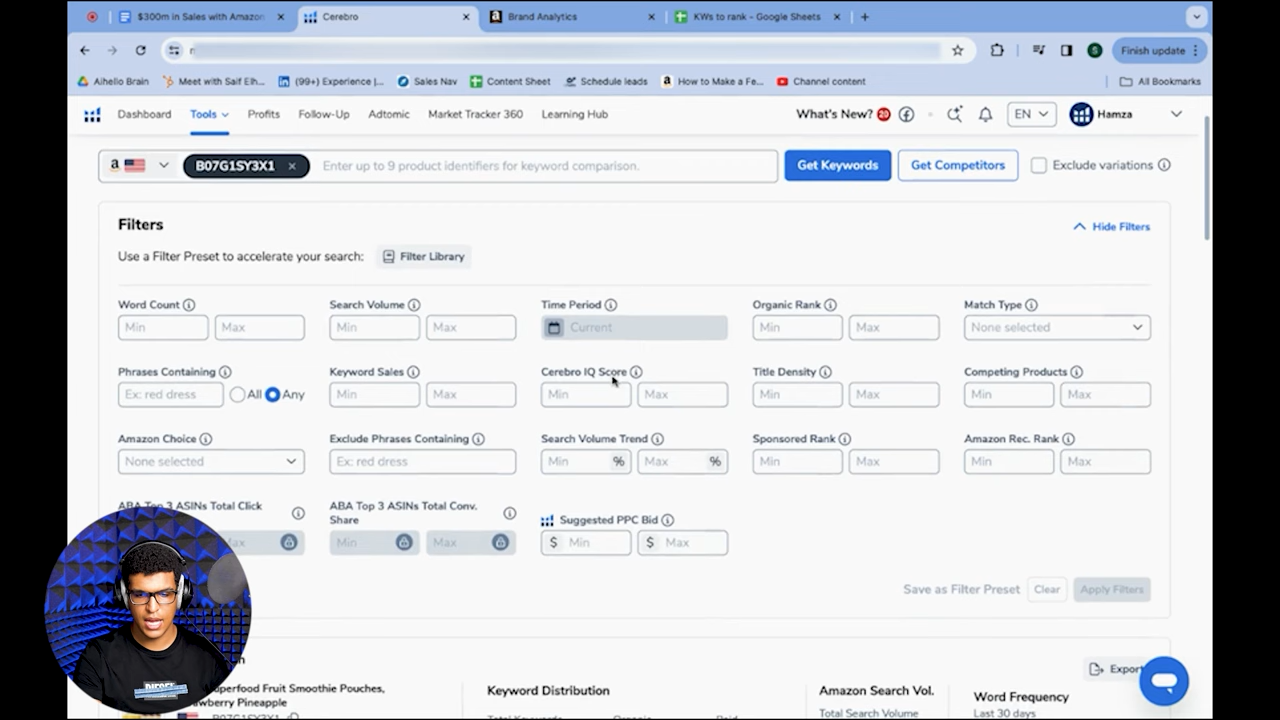 $300m in Sales with Amazon
Cerebro
Brand Analytics
KWs to rank - Google Sheets
Finish update
Aihello Brain
Meet with Saif Elh...
(99+) Experience |...
Sales Nav
Content Sheet
Schedule leads
How to Make a Fe...
Channel content
All Bookmarks
Dashboard
Tools
Profits
Follow-Up
Adtomic
Market Tracker 360
Learning Hub
What's New? 20
EN
Hamza
B07G1SY3X1
Enter up to 9 product identifiers for keyword comparison.
Get Keywords
Get Competitors
Exclude variations
Filters
Hide Filters
Use a Filter Preset to accelerate your search:
Filter Library
Word Count
Search Volume
Time Period
Organic Rank
Match Type
Min Max
Min Max
Current
Min Max
None selected
Phrases Containing
Keyword Sales
Cerebro IQ Score
Title Density
Competing Products
Ex: red dress
All
Any
Min Max
Min Max
Min Max
Min Max
Amazon Choice
Exclude Phrases Containing
Search Volume Trend
Sponsored Rank
Amazon Rec. Rank
None selected
Ex: red dress
Min % Max %
Min Max
Min Max
ABA Top 3 ASINs Total Click
ABA Top 3 ASINs Total Conv.
Share
Suggested PPC Bid
Max
Min Max
$ Min $ Max
Save as Filter Preset
Clear
Apply Filters
Export
Superfood Fruit Smoothie Pouches,
Pineapple
B07G1SY3X1
Keyword Distribution
Total Keywords
Organic
Paid
Amazon Search Vol.
Total Search Volume
Word Frequency
Last 30 days
DIESEL